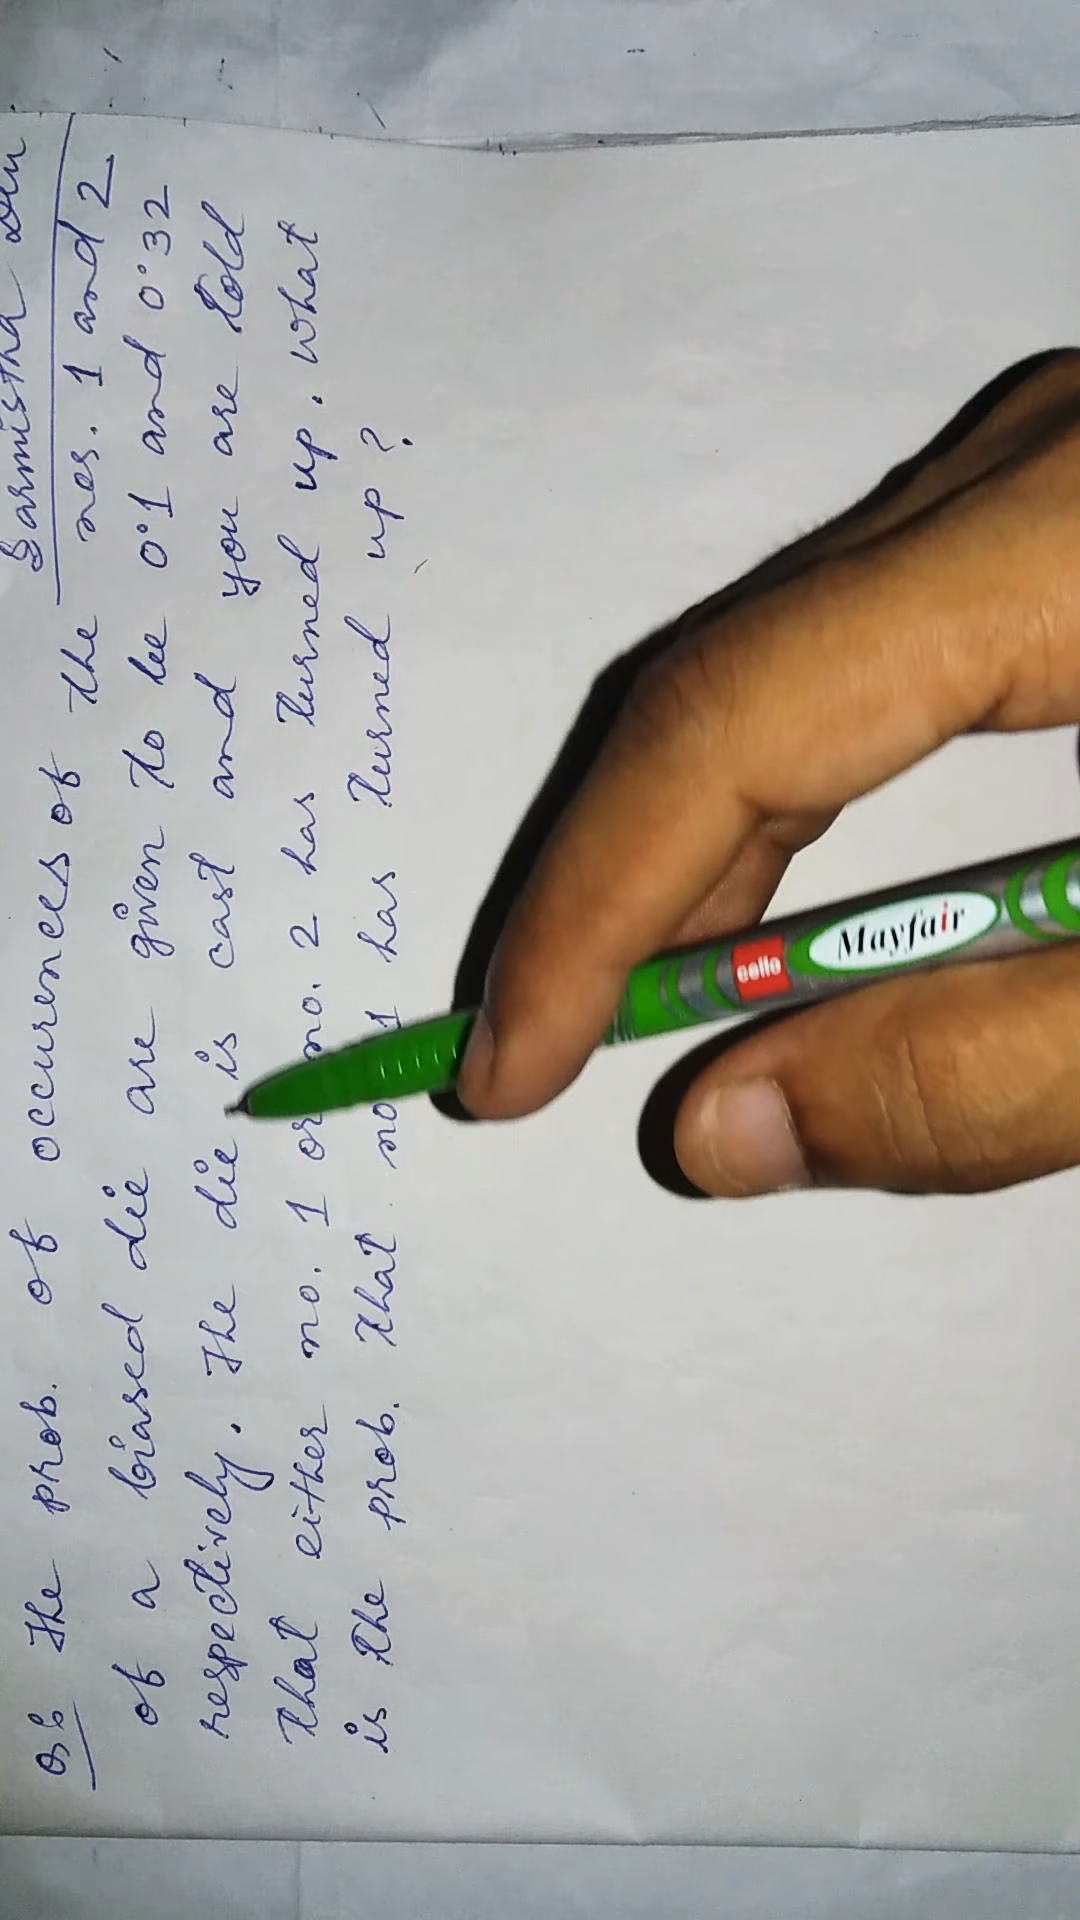 Sarmistha
Q6 The prob. of occurences of the nos. 1 and 2
of a biased die are given to be 0.1 and 0.32
respectively. The die is cast and you are told
that either no. 1 or no. 2 has turned up. what
is the prob. that no 1 has turned up?
cello Mayfair